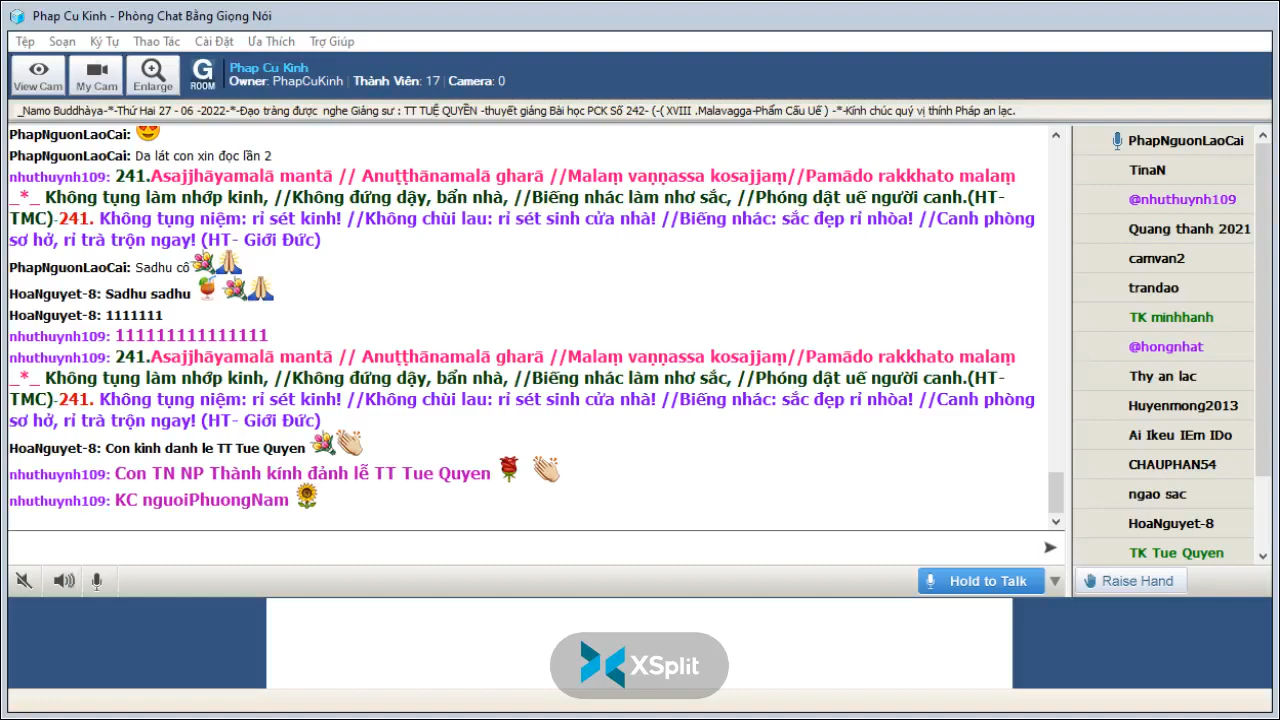 Phap Cu Kinh - Phòng Chat Bằng Giọng Nói
Tệp Soạn Ký Tự Thao Tác Cài Đặt Ưa Thích Trợ Giúp
View Cam My Cam Enlarge G ROOM
Phap Cu Kinh
Owner: PhapCuKinh | Thành Viên: 17 | Camera: 0
_Namo Buddhàya-*-Thứ Hai 27 - 06 -2022-*-Đạo tràng được nghe Giảng sư : TT TUỆ QUYỀN -thuyết giảng Bài học PCK Số 242- (-( XVIII .Malavagga-Phẩm Cấu Uế ) -*-Kính chúc quý vị thính Pháp an lạc.
PhapNguonLaoCai: 😍
PhapNguonLaoCai: Da lát con xin đọc lần 2
nhuthuynh109: 241.Asajjhāyamalā mantā // Anuṭṭhānamalā gharā //Malaṃ vaṇṇassa kosajjaṃ//Pamādo rakkhato malaṃ
_*_ Không tụng làm nhớp kinh, //Không đứng dậy, bẩn nhà, //Biếng nhác làm nhơ sắc, //Phóng dật uế người canh.(HT-
TMC)-241. Không tụng niệm: rỉ sét kinh! //Không chùi lau: rỉ sét sinh cửa nhà! //Biếng nhác: sắc đẹp rỉ nhòa! //Canh phòng
sơ hở, rỉ trà trộn ngay! (HT- Giới Đức)
PhapNguonLaoCai: Sadhu cô 💐🙏
HoaNguyet-8: Sadhu sadhu 🍹 💐🙏
HoaNguyet-8: 1111111
nhuthuynh109: 111111111111111
nhuthuynh109: 241.Asajjhāyamalā mantā // Anuṭṭhānamalā gharā //Malaṃ vaṇṇassa kosajjaṃ//Pamādo rakkhato malaṃ
_*_ Không tụng làm nhớp kinh, //Không đứng dậy, bẩn nhà, //Biếng nhác làm nhơ sắc, //Phóng dật uế người canh.(HT-
TMC)-241. Không tụng niệm: rỉ sét kinh! //Không chùi lau: rỉ sét sinh cửa nhà! //Biếng nhác: sắc đẹp rỉ nhòa! //Canh phòng
sơ hở, rỉ trà trộn ngay! (HT- Giới Đức)
HoaNguyet-8: Con kinh danh le TT Tue Quyen 💐👏
nhuthuynh109: Con TN NP Thành kính đảnh lễ TT Tue Quyen 🌹 👏
nhuthuynh109: KC nguoiPhuongNam 🌻
Hold to Talk
PhapNguonLaoCai
TinaN
@nhuthuynh109
Quang thanh 2021
camvan2
trandao
TK minhhanh
@hongnhat
Thy an lac
Huyenmong2013
Ai Ikeu IEm IDo
CHAUPHAN54
ngao sac
HoaNguyet-8
TK Tue Quyen
Raise Hand
XSplit